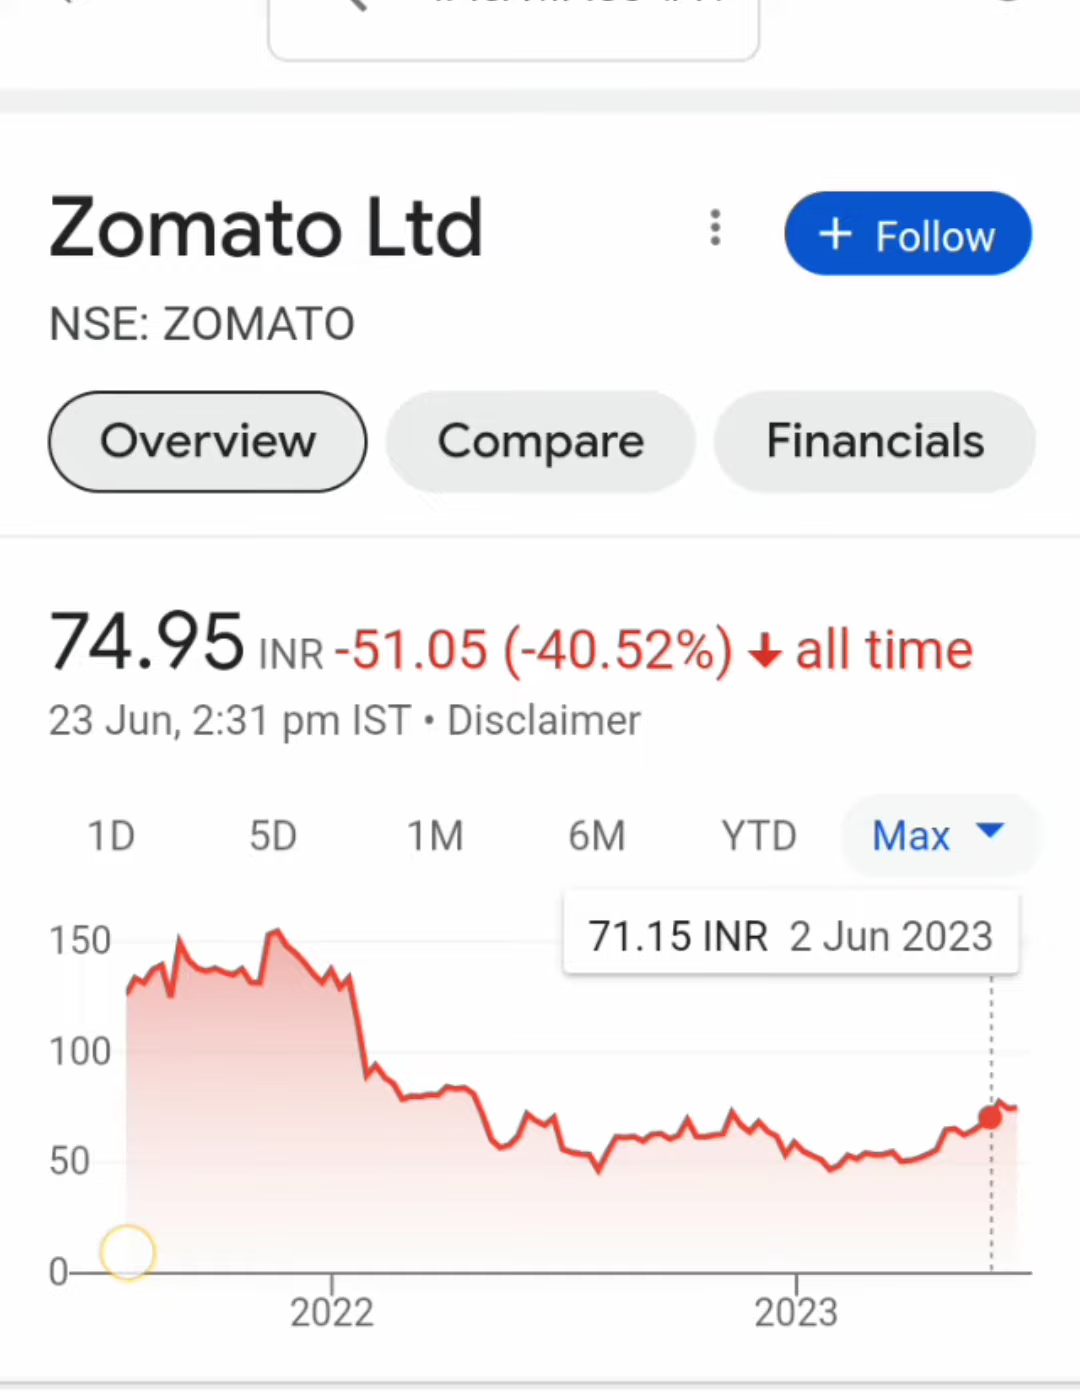 Zomato Ltd
+ Follow
NSE: ZOMATO
Overview
Compare
Financials
74.95 INR -51.05 (-40.52%) ↓ all time
23 Jun, 2:31 pm IST • Disclaimer
1D 5D 1M 6M YTD Max
71.15 INR 2 Jun 2023
150
100
50
0
2022 2023